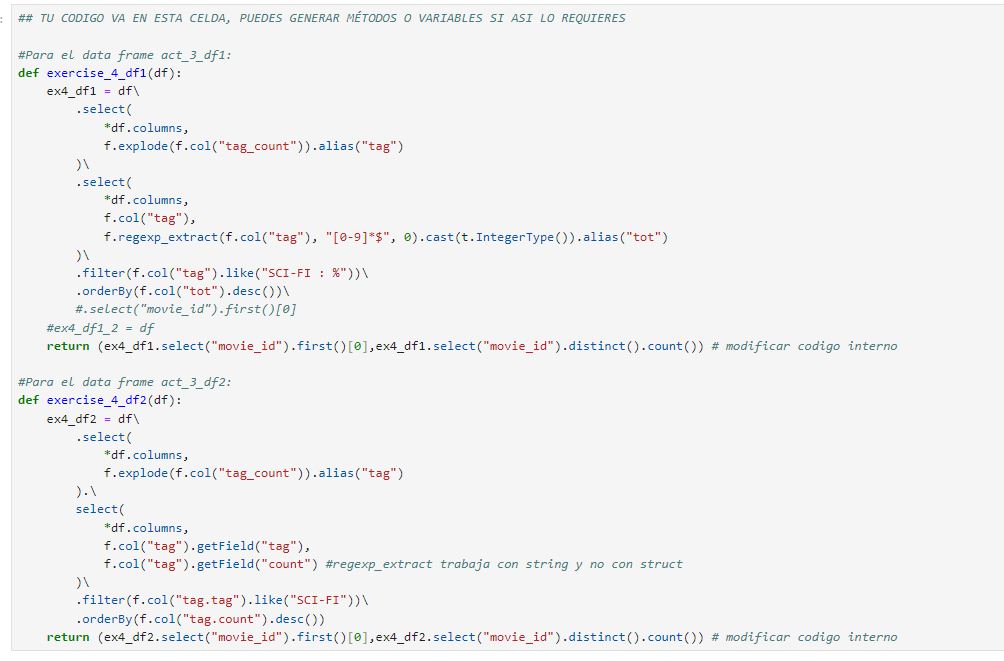 ## TU CODIGO VA EN ESTA CELDA, PUEDES GENERAR MÉTODOS O VARIABLES SI ASI LO REQUIERES

#Para el data frame act_3_df1:
def exercise_4_df1(df):
    ex4_df1 = df\
        .select(
            *df.columns,
            f.explode(f.col("tag_count")).alias("tag")
        )\
        .select(
            *df.columns,
            f.col("tag"),
            f.regexp_extract(f.col("tag"), "[0-9]*$", 0).cast(t.IntegerType()).alias("tot")
        )\
        .filter(f.col("tag").like("SCI-FI : %"))\
        .orderBy(f.col("tot").desc())\
        #.select("movie_id").first()[0]
    #ex4_df1_2 = df
    return (ex4_df1.select("movie_id").first()[0],ex4_df1.select("movie_id").distinct().count()) # modificar codigo interno

#Para el data frame act_3_df2:
def exercise_4_df2(df):
    ex4_df2 = df\
        .select(
            *df.columns,
            f.explode(f.col("tag_count")).alias("tag")
        ).\
        select(
            *df.columns,
            f.col("tag").getField("tag"),
            f.col("tag").getField("count") #regexp_extract trabaja con string y no con struct
        )\
        .filter(f.col("tag.tag").like("SCI-FI"))\
        .orderBy(f.col("tag.count").desc())
    return (ex4_df2.select("movie_id").first()[0],ex4_df2.select("movie_id").distinct().count()) # modificar codigo interno